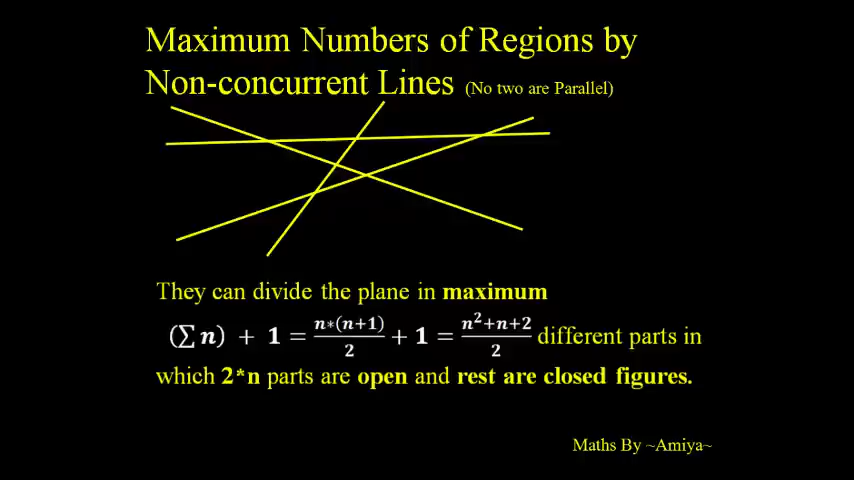 Maximum Numbers of Regions by
Non-concurrent Lines (No two are Parallel)
They can divide the plane in maximum
(∑n) + 1 = n*(n+1)/2 + 1 = n²+n+2/2 different parts in
which 2*n parts are open and rest are closed figures.
Maths By ~Amiya~